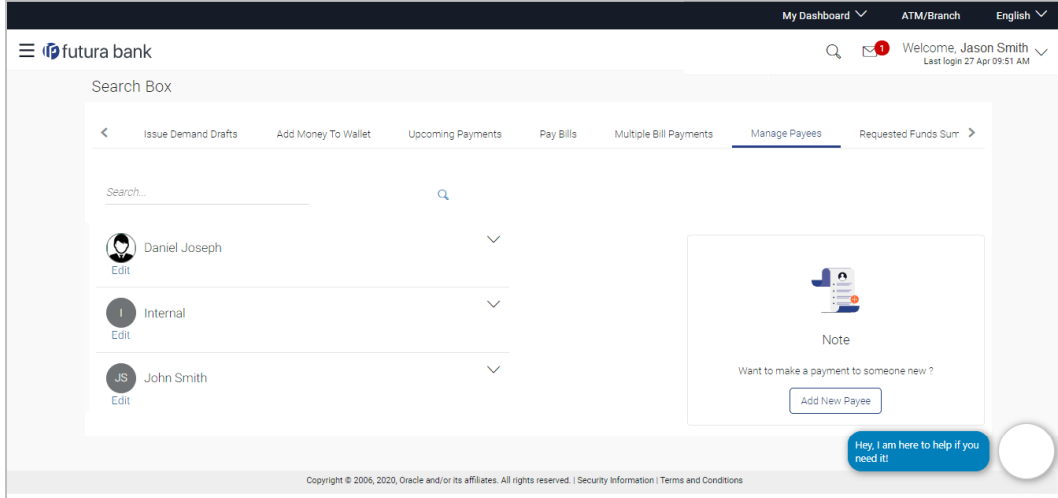 My Dashboard ATM/Branch English
futura bank
1
Welcome, Jason Smith
Last login 27 Apr 09:51 AM
Search Box
Issue Demand Drafts Add Money To Wallet Upcoming Payments Pay Bills Multiple Bill Payments Manage Payees Requested Funds Sum
Search...
Daniel Joseph
Edit
I Internal
Edit
JS John Smith
Edit
Note
Want to make a payment to someone new ?
Add New Payee
Hey, I am here to help if you
need it!
Copyright © 2006, 2020, Oracle and/or its affiliates. All rights reserved. | Security Information | Terms and Conditions